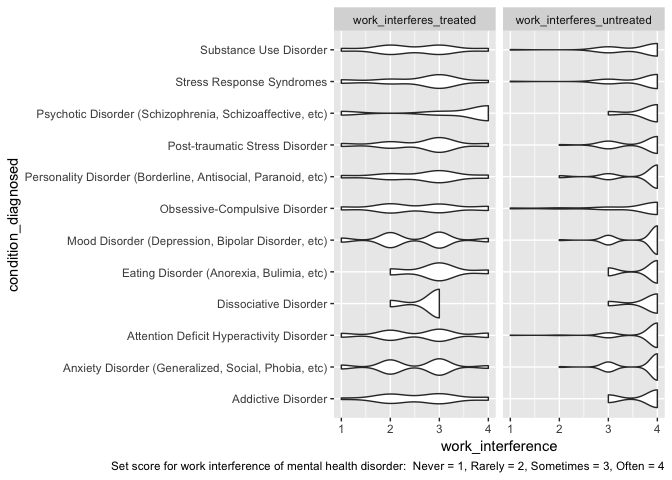 work_interferes_treated
work_interferes_untreated
condition_diagnosed
Substance Use Disorder
Stress Response Syndromes
Psychotic Disorder (Schizophrenia, Schizoaffective, etc)
Post-traumatic Stress Disorder
Personality Disorder (Borderline, Antisocial, Paranoid, etc)
Obsessive-Compulsive Disorder
Mood Disorder (Depression, Bipolar Disorder, etc)
Eating Disorder (Anorexia, Bulimia, etc)
Dissociative Disorder
Attention Deficit Hyperactivity Disorder
Anxiety Disorder (Generalized, Social, Phobia, etc)
Addictive Disorder
1 2 3 4
1 2 3 4
work_interference
Set score for work interference of mental health disorder: Never = 1, Rarely = 2, Sometimes = 3, Often = 4